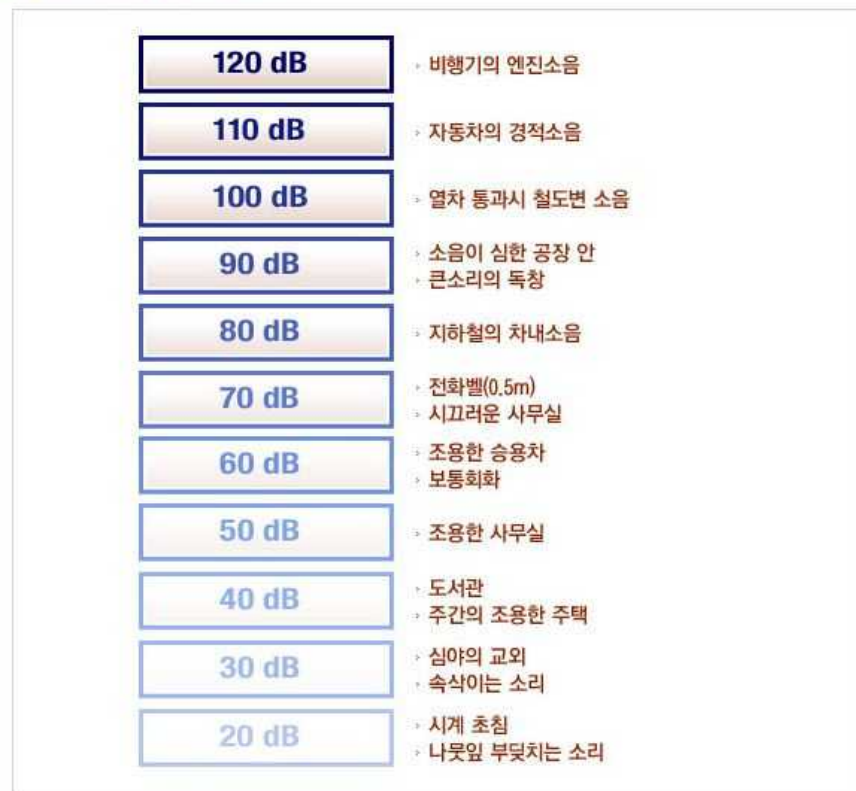 120 dB
› 비행기의 엔진소음
110 dB
› 자동차의 경적소음
100 dB
› 열차 통과시 철도변 소음
90 dB
› 소음이 심한 공장 안
› 큰소리의 독창
80 dB
› 지하철의 차내소음
70 dB
› 전화벨(0.5m)
› 시끄러운 사무실
60 dB
› 조용한 승용차
› 보통회화
50 dB
› 조용한 사무실
40 dB
› 도서관
› 주간의 조용한 주택
30 dB
› 심야의 교외
› 속삭이는 소리
20 dB
› 시계 초침
› 나뭇잎 부딪치는 소리